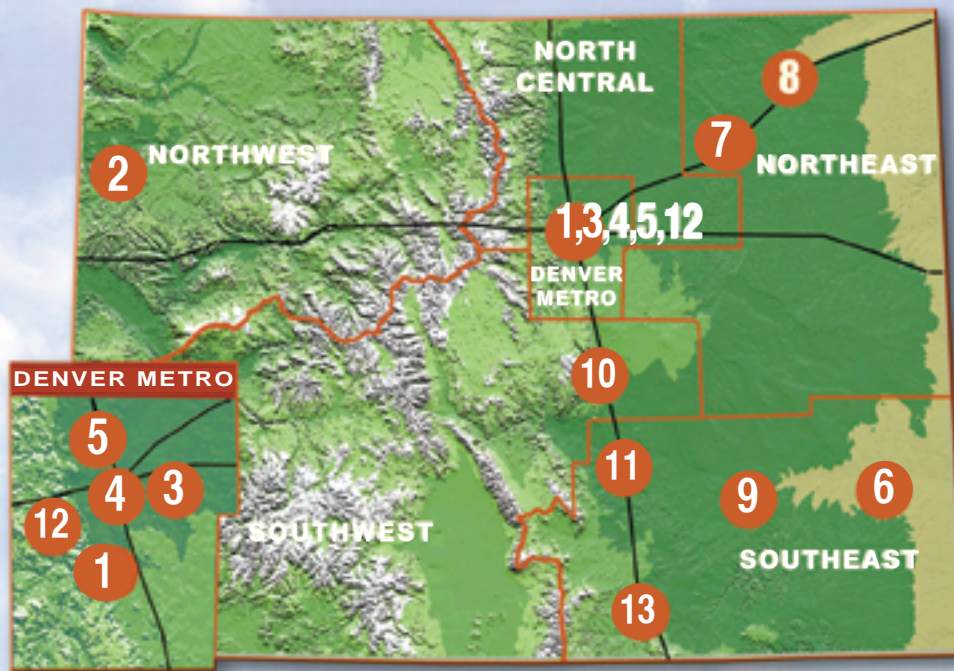 NORTH
CENTRAL
8
7
NORTHEAST
2
NORTHWEST
1,3,4,5,12
DENVER
METRO
10
DENVER METRO
5
4
3
12
1
11
9
6
SOUTHWEST
SOUTHEAST
13